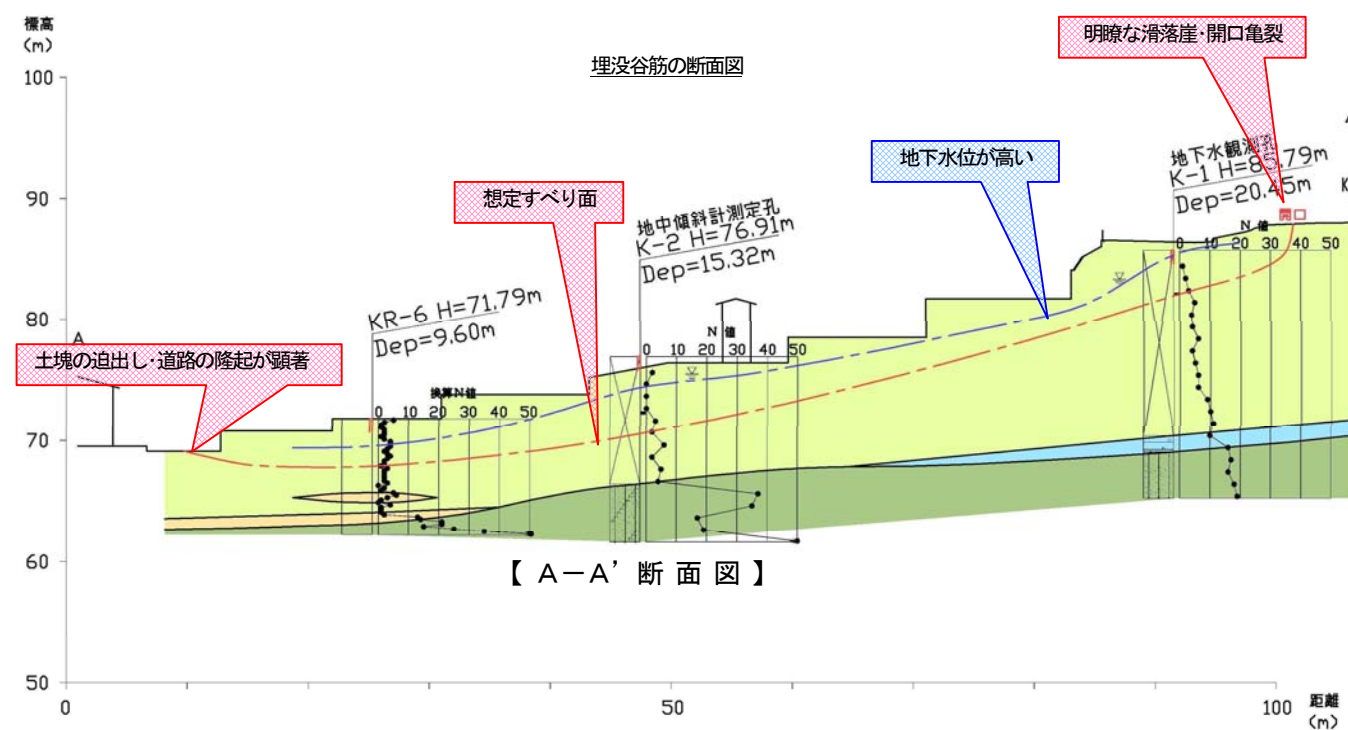 標高
(m)
埋没谷筋の断面図
明瞭な滑落崖・開口亀裂
100
地下水位が高い
地下水観測孔
K-1 H=85.79m
Dep=20.45m
90
想定すべり面
地中傾斜計測定孔
K-2 H=76.91m
Dep=15.32m
開口
N 値
0 10 20 30 40 50
KR-6 H=71.79m
Dep=9.60m
80
A
N 値
0 10 20 30 40 50
土塊の迫出し・道路の隆起が顕著
換算N値
0 10 20 30 40 50
70
60
【 A-A’ 断 面 図 】
50
0
50
100
距離
(m)